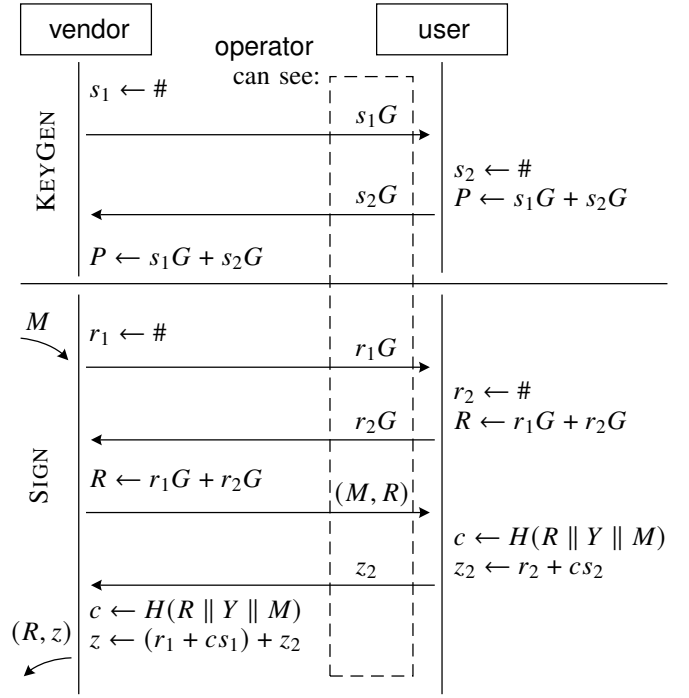 vendor
user
operator
can see:
s₁ ← #
s₁G
KEYGEN
s₂ ← #
P ← s₁G + s₂G
s₂G
P ← s₁G + s₂G
M
r₁ ← #
r₁G
r₂ ← #
R ← r₁G + r₂G
r₂G
SIGN
R ← r₁G + r₂G
(M, R)
c ← H(R ∥ Y ∥ M)
z₂ ← r₂ + cs₂
z₂
c ← H(R ∥ Y ∥ M)
(R, z)
z ← (r₁ + cs₁) + z₂